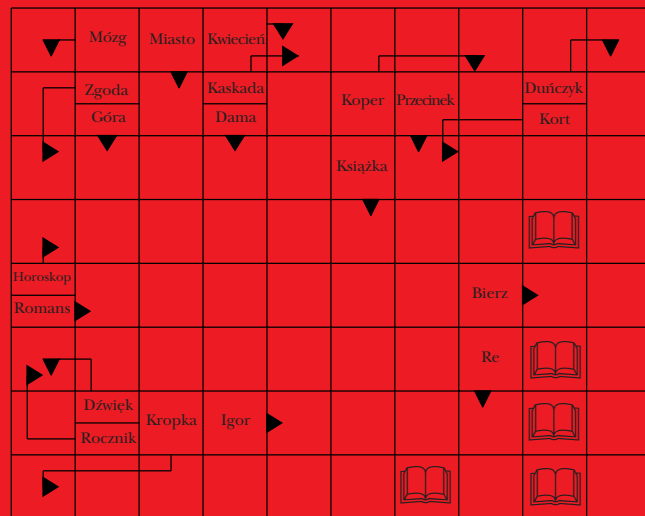 Mózg
Miasto
Kwiecień
Zgoda
Góra
Kaskada
Dama
Koper
Przecinek
Duńczyk
Kort
Książka
Horoskop
Romans
Bierz
Re
Dźwięk
Rocznik
Kropka
Igor